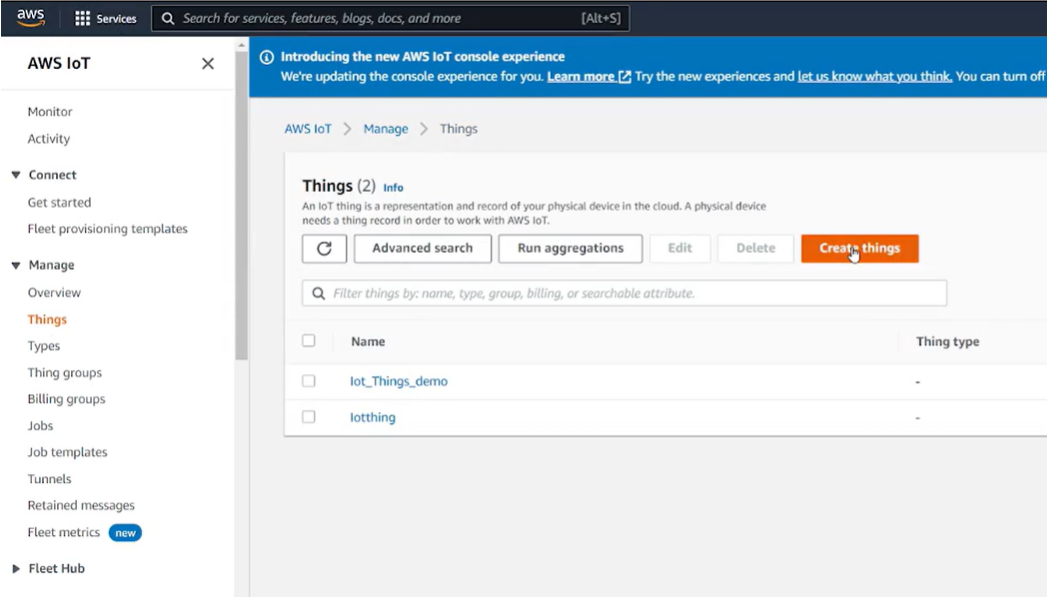 aws Services Search for services, features, blogs, docs, and more [Alt+S]
AWS IoT
Monitor
Activity
Connect
Get started
Fleet provisioning templates
Manage
Overview
Things
Types
Thing groups
Billing groups
Jobs
Job templates
Tunnels
Retained messages
Fleet metrics new
Fleet Hub
Introducing the new AWS IoT console experience
We're updating the console experience for you. Learn more Try the new experiences and let us know what you think. You can turn off
AWS IoT > Manage > Things
Things (2) Info
An IoT thing is a representation and record of your physical device in the cloud. A physical device
needs a thing record in order to work with AWS IoT.
Advanced search Run aggregations Edit Delete Create things
Filter things by: name, type, group, billing, or searchable attribute.
Name Thing type
Iot_Things_demo -
Iotthing -